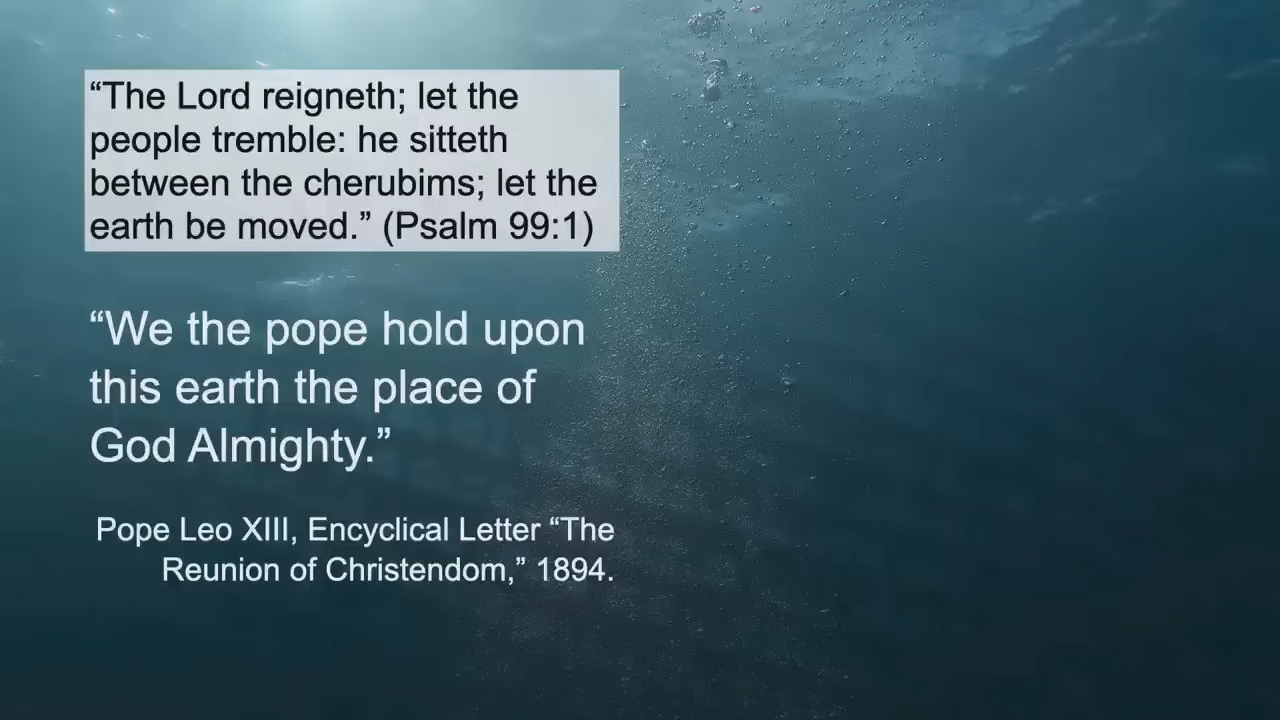 “The Lord reigneth; let the
people tremble: he sitteth
between the cherubims; let the
earth be moved.” (Psalm 99:1)
“We the pope hold upon
this earth the place of
God Almighty.”
Pope Leo XIII, Encyclical Letter “The
Reunion of Christendom,” 1894.